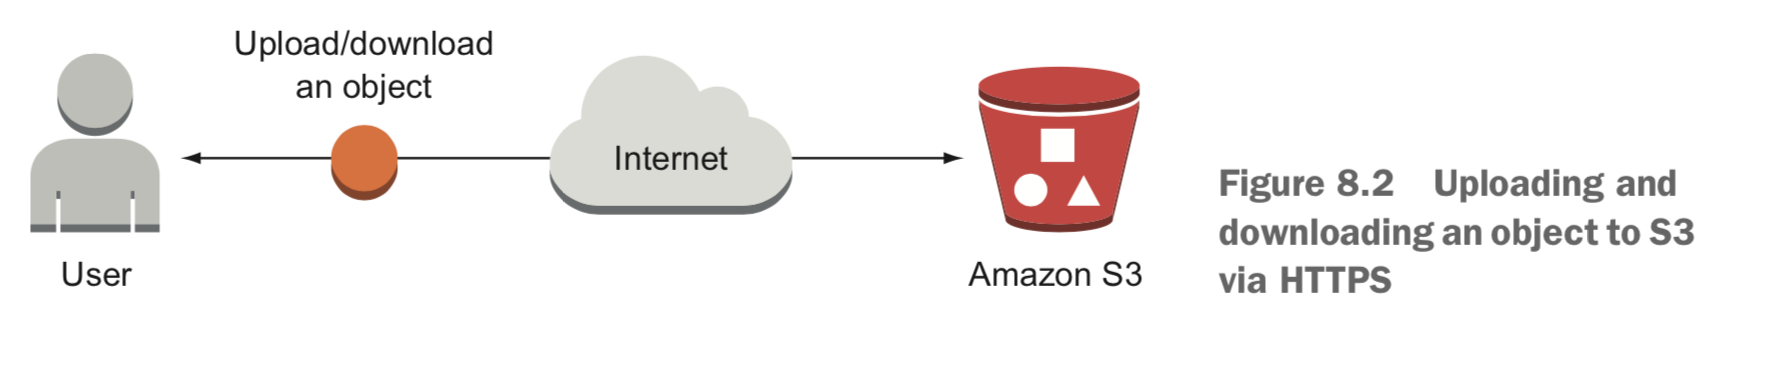 Upload/download
an object
Internet
User
Amazon S3
Figure 8.2 Uploading and
downloading an object to S3
via HTTPS